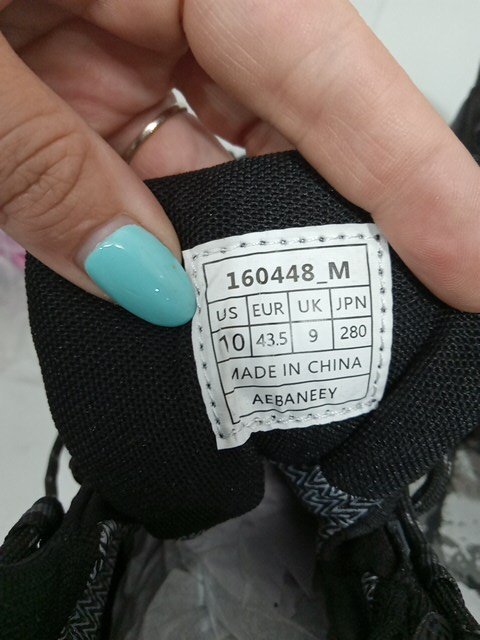 160448_M
US EUR UK JPN
10 43.5 9 280
MADE IN CHINA
AEBANEEY